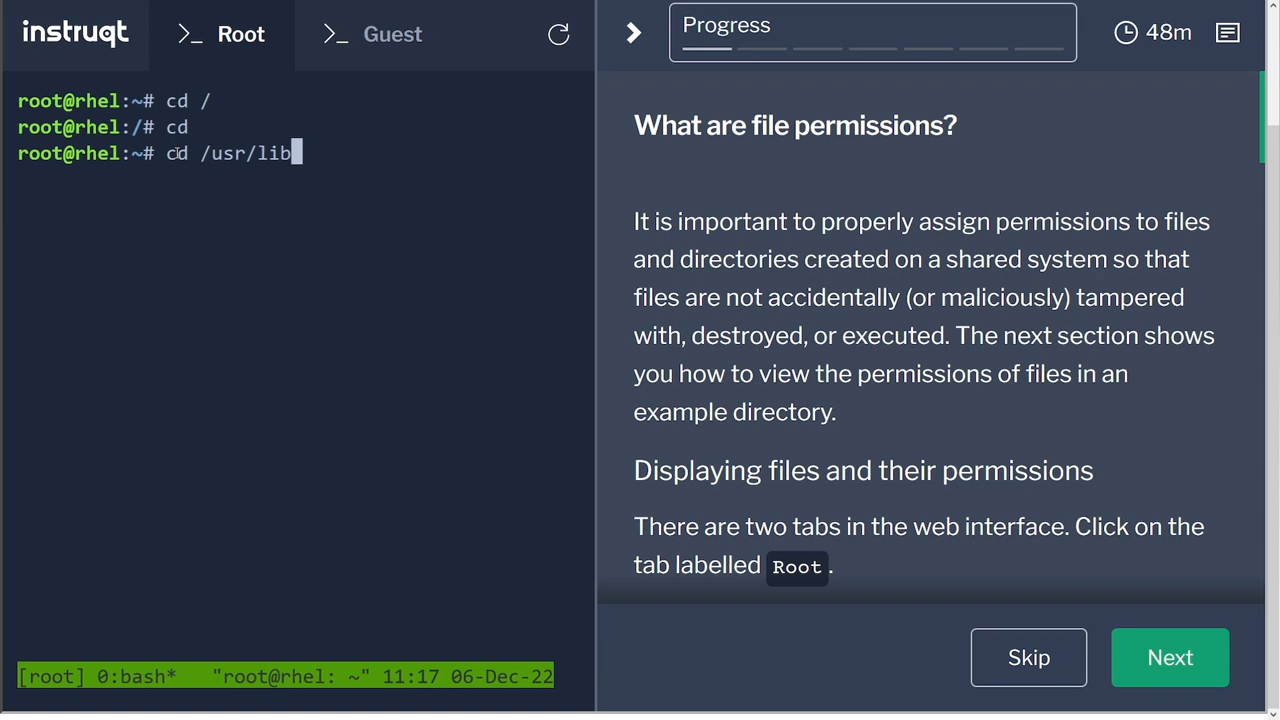 instruqt
>_ Root
>_ Guest
Progress
48m
root@rhel:~# cd /
root@rhel:/# cd
root@rhel:~# cd /usr/lib
[root] 0:bash* "root@rhel: ~" 11:17 06-Dec-22
What are file permissions?
It is important to properly assign permissions to files
and directories created on a shared system so that
files are not accidentally (or maliciously) tampered
with, destroyed, or executed. The next section shows
you how to view the permissions of files in an
example directory.
Displaying files and their permissions
There are two tabs in the web interface. Click on the
tab labelled Root.
Skip
Next